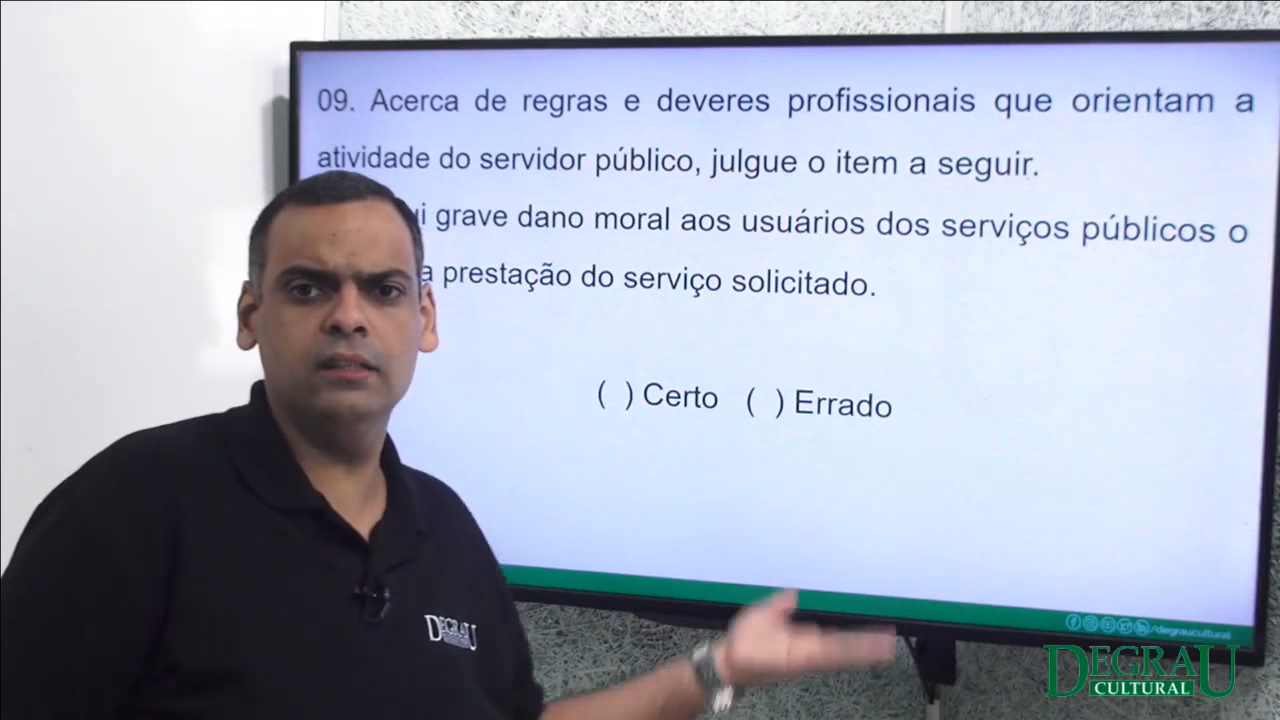 09. Acerca de regras e deveres profissionais que orientam a
atividade do servidor público, julgue o item a seguir.
grave dano moral aos usuários dos serviços públicos o
prestação do serviço solicitado.
( ) Certo ( ) Errado
DEGRAU
/degraucultural
DEGRAU
CULTURAL